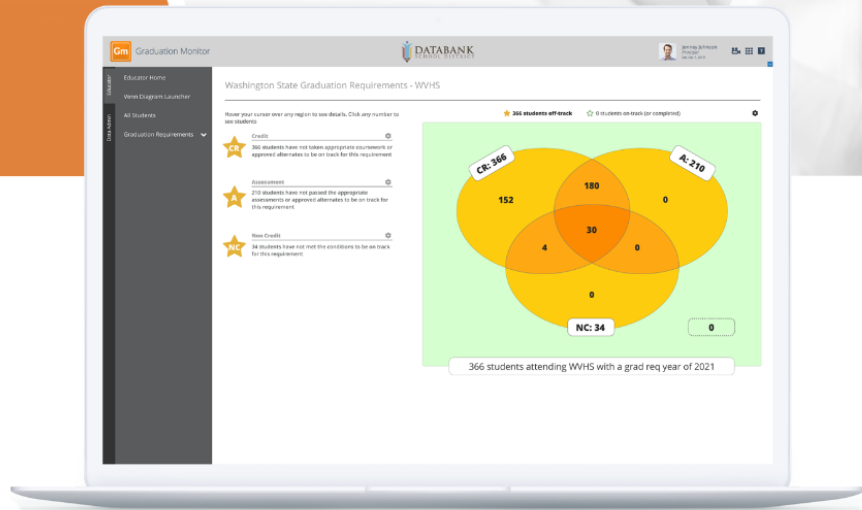 Gm Graduation Monitor
DATABANK
SCHOOL DISTRICT
Jenney Johnson
Principal
Educator
Data Admin
Educator Home
Venn Diagram Launcher
All Students
Graduation Requirements
Washington State Graduation Requirements - WVHS
Hover your cursor over any region to see details. Click any number to
see students
366 students off-track
0 students on-track (or completed)
CR
Credit
366 students have not taken appropriate coursework or
approved alternates to be on track for this requirement
A
Assessment
210 students have not passed the appropriate
assessments or approved alternates to be on track for
this requirement
NC
New Credit
34 students have not met the conditions to be on track
for this requirement
CR: 366
A: 210
180
152
0
30
4
0
0
NC: 34
0
366 students attending WVHS with a grad req year of 2021